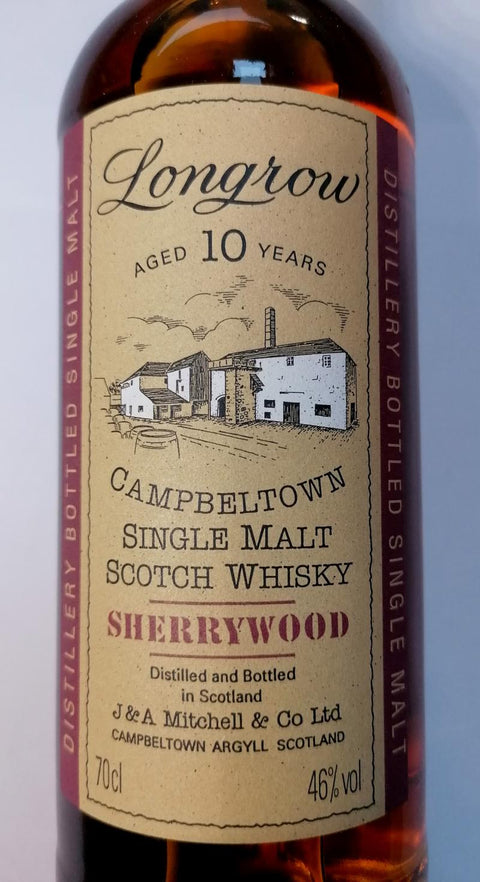 Longrow
AGED 10 YEARS
CAMPBELTOWN
SINGLE MALT
SCOTCH WHISKY
SHERRYWOOD
Distilled and Bottled
in Scotland
J&A Mitchell & Co Ltd
CAMPBELTOWN ARGYLL SCOTLAND
70cl 46%vol
DISTILLERY BOTTLED SINGLE MALT
DISTILLERY BOTTLED SINGLE MALT